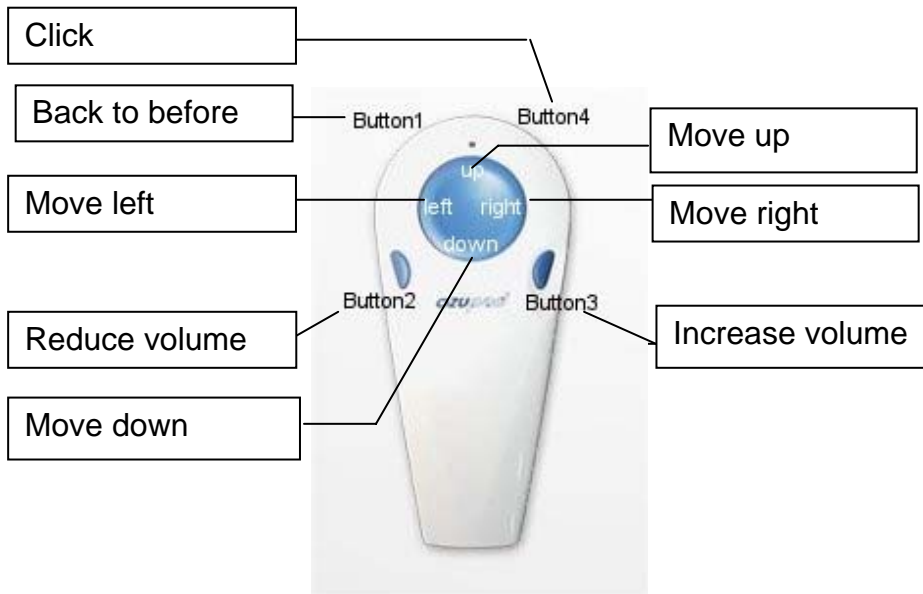 Click
Back to before
Button1
Button4
Move up
up
Move left
left right
Move right
down
Button2
Button3
Reduce volume
Increase volume
Move down